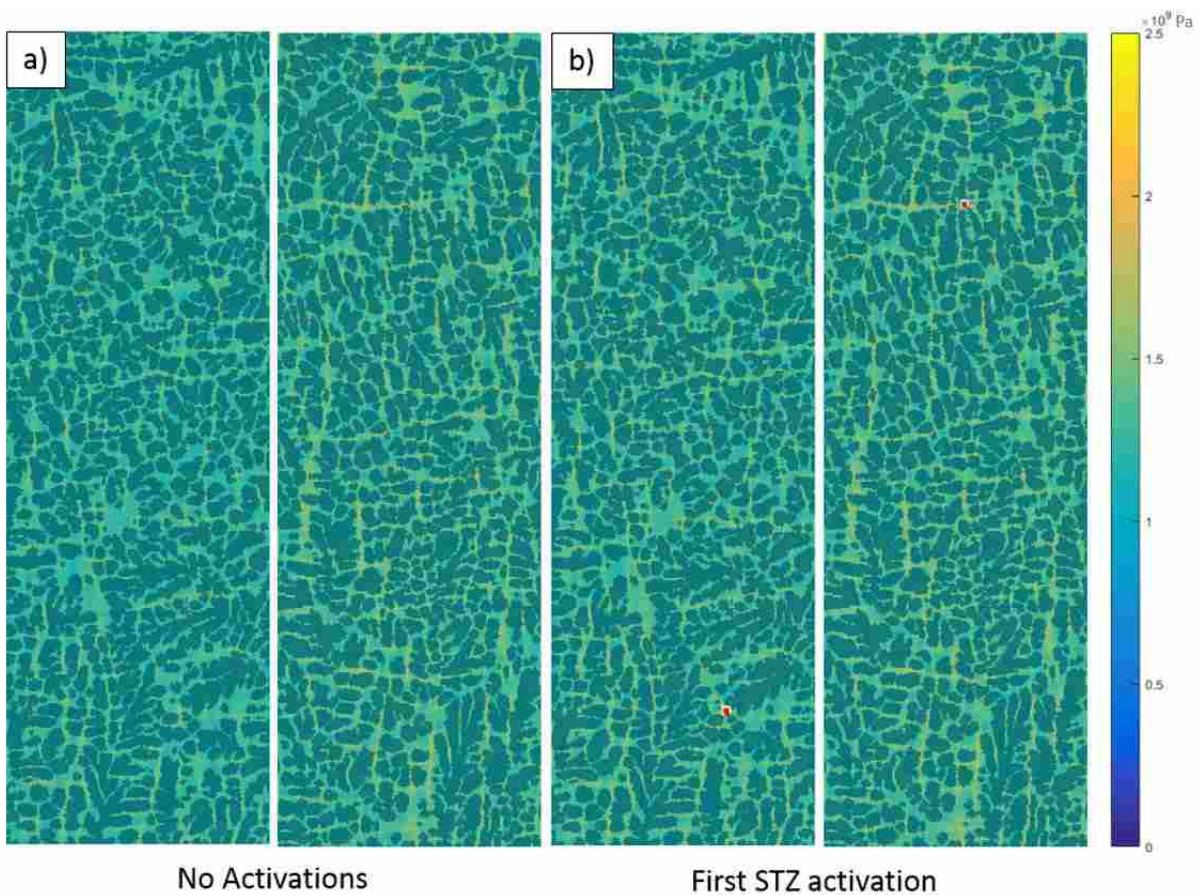 a)
b)
×10⁹ Pa
2.5
2
1.5
1
0.5
0
No Activations
First STZ activation